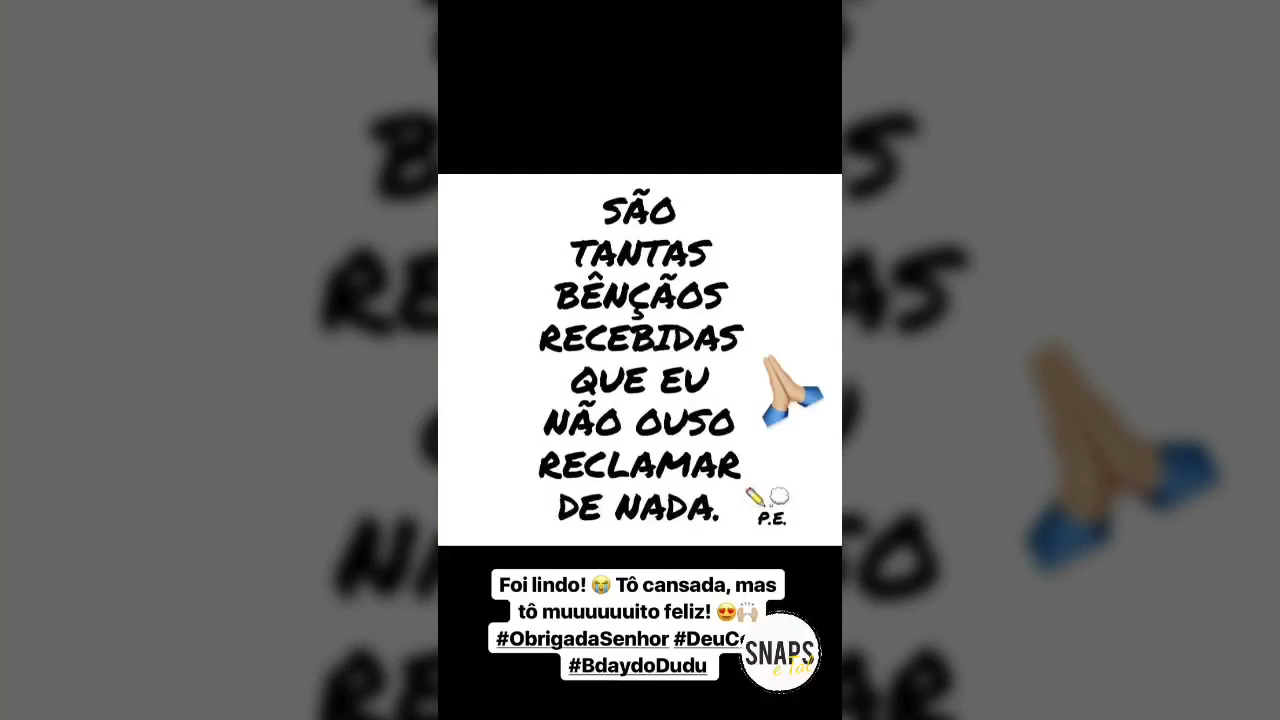 SÃO
TANTAS
BÊNÇÃOS
RECEBIDAS
QUE EU
NÃO OUSO
RECLAMAR
DE NADA.
P.E.
Foi lindo! 😭 Tô cansada, mas
tô muuuuuuito feliz! 😍🙌🏼
#ObrigadaSenhor
#BdaydoDudu
SNAPS
e Tal